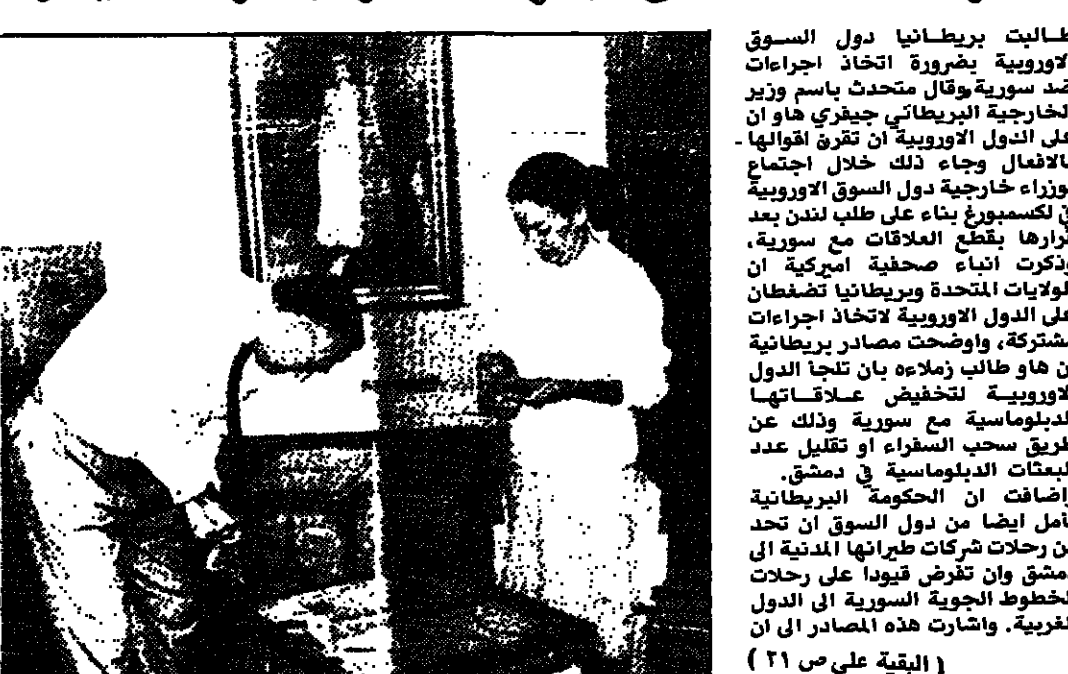 طالبت بريطانيا دول السوق
الاوروبية بضرورة اتخاذ اجراءات
ضد سورية وقال متحدث باسم وزير
الخارجية البريطاني جيفري هاو ان
على الدول الاوروبية ان تقرن اقوالها
بالافعال وجاء ذلك خلال اجتماع
لوزراء خارجية دول السوق الاوروبية
في لكسمبورغ بناء على طلب لندن بعد
قرارها بقطع العلاقات مع سورية،
وذكرت انباء صحفية اميركية ان
الولايات المتحدة وبريطانيا تضغطان
على الدول الاوروبية لاتخاذ اجراءات
مشتركة، واوضحت مصادر بريطانية
ان هاو طالب زملاءه بان تلجأ الدول
الاوروبية لتخفيض علاقاتها
الدبلوماسية مع سورية وذلك عن
طريق سحب السفراء او تقليل عدد
البعثات الدبلوماسية في دمشق.
واضافت ان الحكومة البريطانية
تأمل ايضا من دول السوق ان تحد
من رحلات شركات طيرانها المدنية الى
دمشق وان تفرض قيودا على رحلات
الخطوط الجوية السورية الى الدول
الغربية. واشارت هذه المصادر الى ان
( البقية على ص ٢١ )